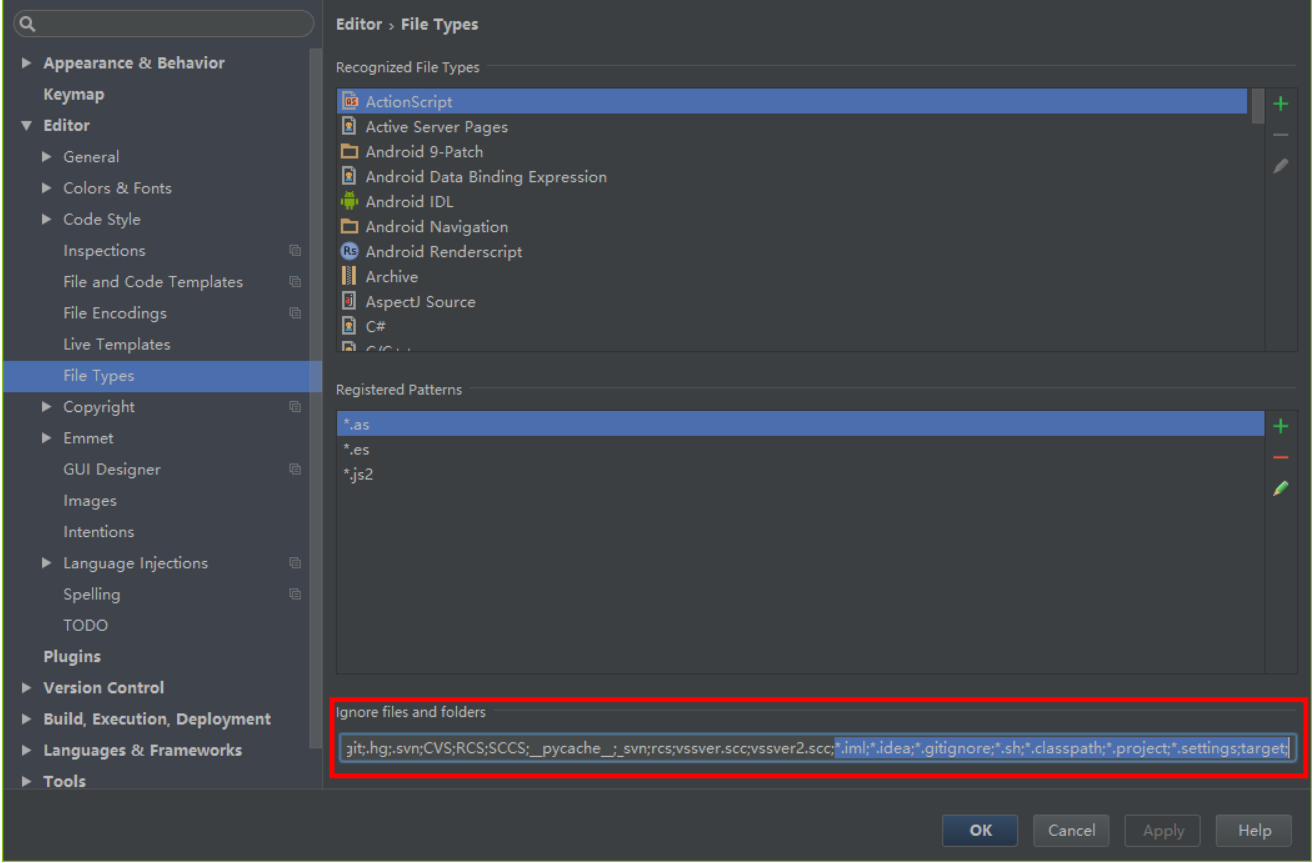 Appearance & Behavior
Keymap
Editor
General
Colors & Fonts
Code Style
Inspections
File and Code Templates
File Encodings
Live Templates
File Types
Copyright
Emmet
GUI Designer
Images
Intentions
Language Injections
Spelling
TODO
Plugins
Version Control
Build, Execution, Deployment
Languages & Frameworks
Tools
Editor › File Types
Recognized File Types
ActionScript
Active Server Pages
Android 9-Patch
Android Data Binding Expression
Android IDL
Android Navigation
Android Renderscript
Archive
AspectJ Source
C#
C/C++
Registered Patterns
*.as
*.es
*.js2
Ignore files and folders
git;.hg;.svn;CVS;RCS;SCCS;__pycache__;_svn;rcs;vssver.scc;vssver2.scc;*.iml;*.idea;*.gitignore;*.sh;*.classpath;*.project;*.settings;target;
OK
Cancel
Apply
Help